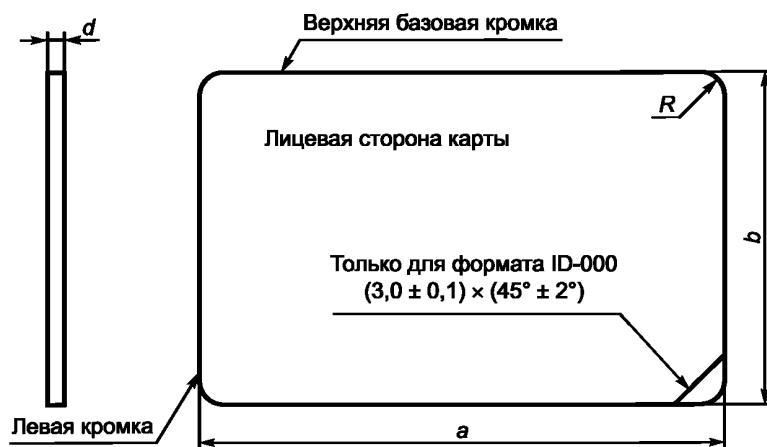 d
Верхняя базовая кромка
R
Лицевая сторона карты
b
Только для формата ID-000
(3,0 ± 0,1) × (45° ± 2°)
Левая кромка
a